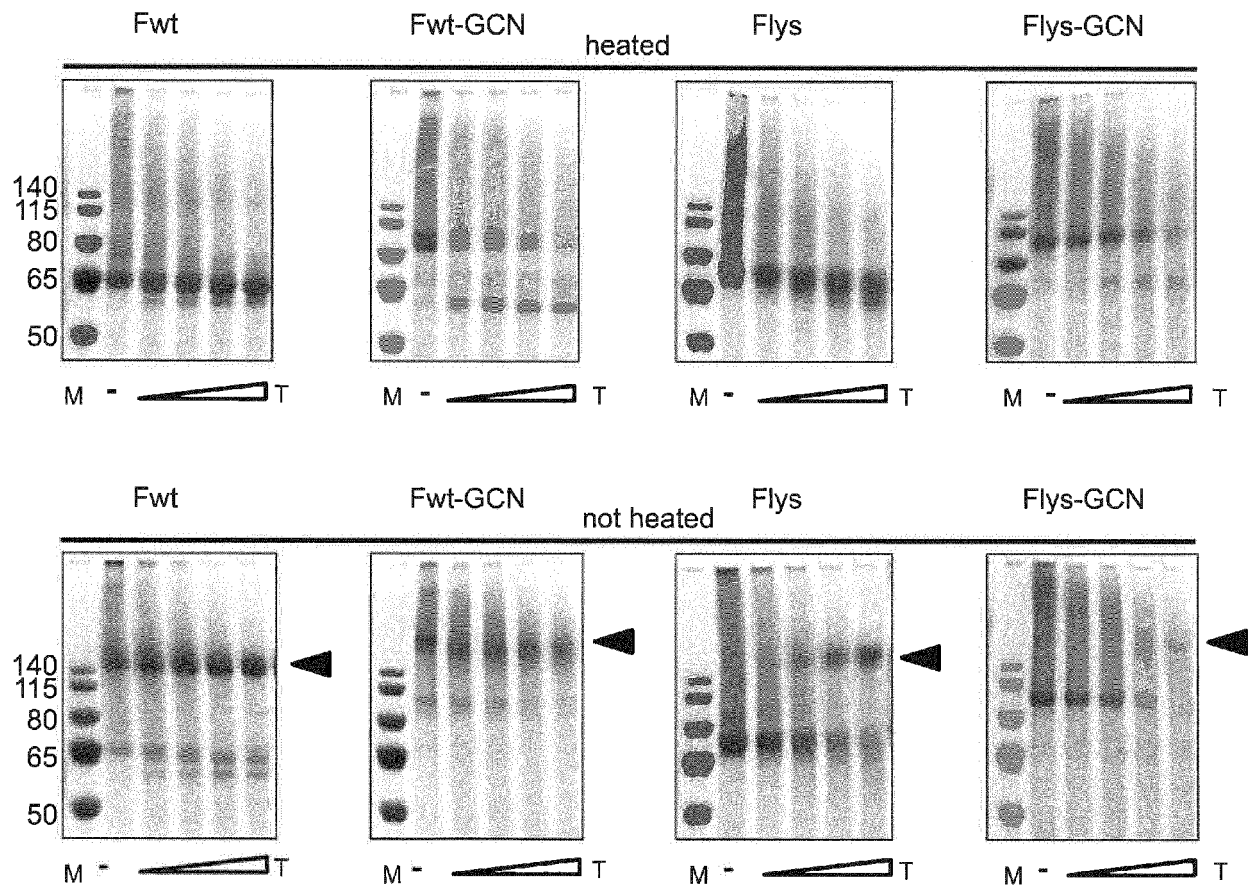 Fwt Fwt-GCN Flys Flys-GCN
heated
140
115
80
65
50
M - T M - T M - T M - T
Fwt Fwt-GCN Flys Flys-GCN
not heated
140
115
80
65
50
M - T M - T M - T M - T